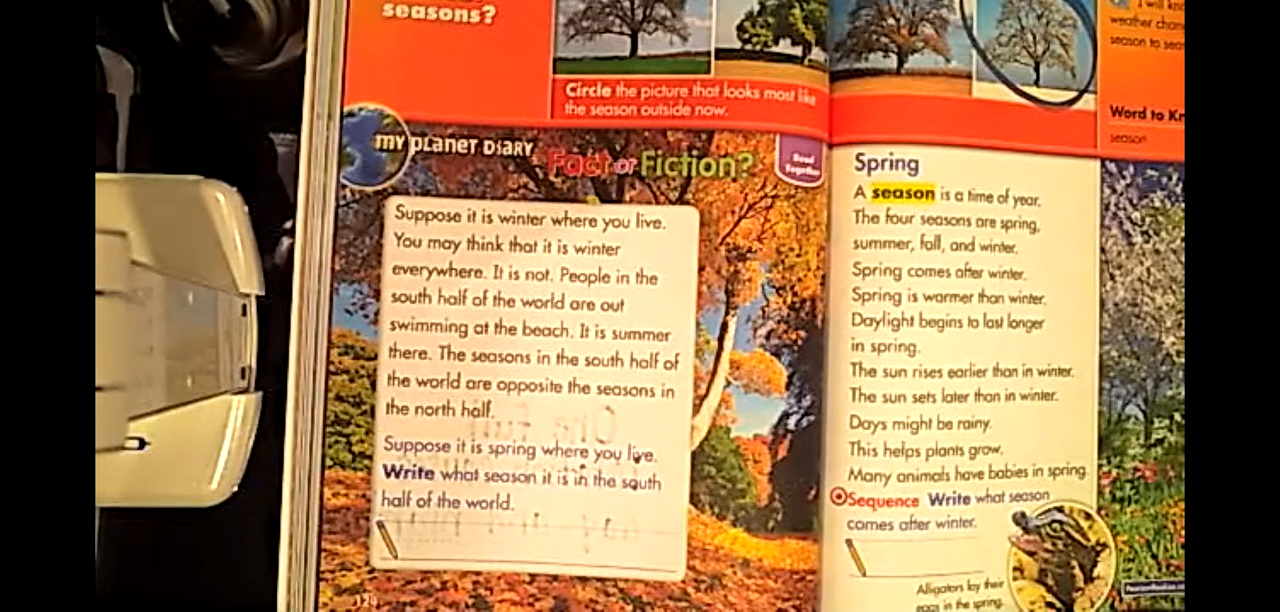 seasons?
Circle the picture that looks most like
the season outside now.
my planet diary
Fact or Fiction?
Read
Together
Suppose it is winter where you live.
You may think that it is winter
everywhere. It is not. People in the
south half of the world are out
swimming at the beach. It is summer
there. The seasons in the south half of
the world are opposite the seasons in
the north half.
Suppose it is spring where you live.
Write what season it is in the south
half of the world.
I will kno
weather chan
season to sea
Word to Kn
season
Spring
A season is a time of year.
The four seasons are spring,
summer, fall, and winter.
Spring comes after winter.
Spring is warmer than winter.
Daylight begins to last longer
in spring.
The sun rises earlier than in winter.
The sun sets later than in winter.
Days might be rainy.
This helps plants grow.
Many animals have babies in spring.
Sequence Write what season
comes after winter.
Alligators lay their
eggs in the spring.